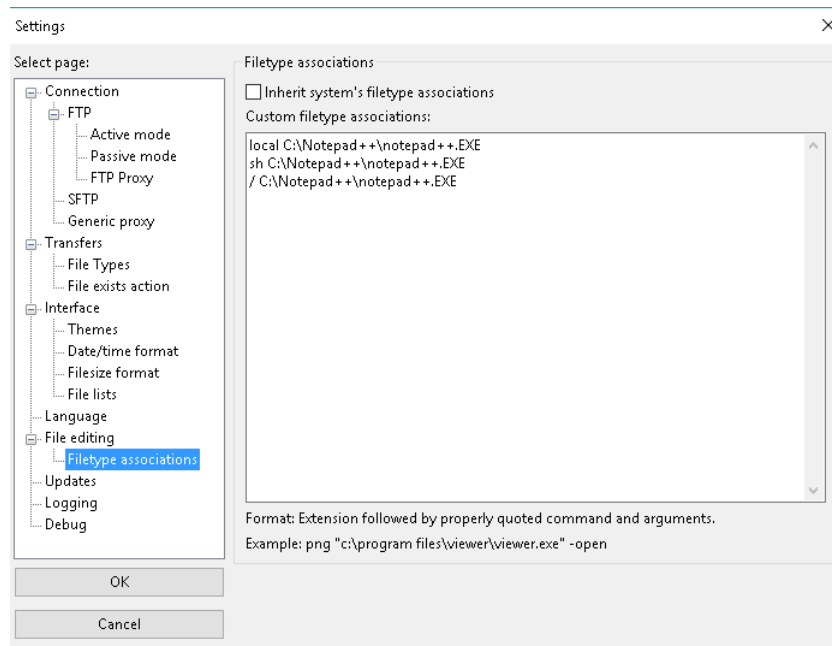 Settings
Select page:
Connection
FTP
Active mode
Passive mode
FTP Proxy
SFTP
Generic proxy
Transfers
File Types
File exists action
Interface
Themes
Date/time format
Filesize format
File lists
Language
File editing
Filetype associations
Updates
Logging
Debug
OK
Cancel
Filetype associations
Inherit system's filetype associations
Custom filetype associations:
local C:\Notepad++\notepad++.EXE
sh C:\Notepad++\notepad++.EXE
/ C:\Notepad++\notepad++.EXE
Format: Extension followed by properly quoted command and arguments.
Example: png "c:\program files\viewer\viewer.exe" -open